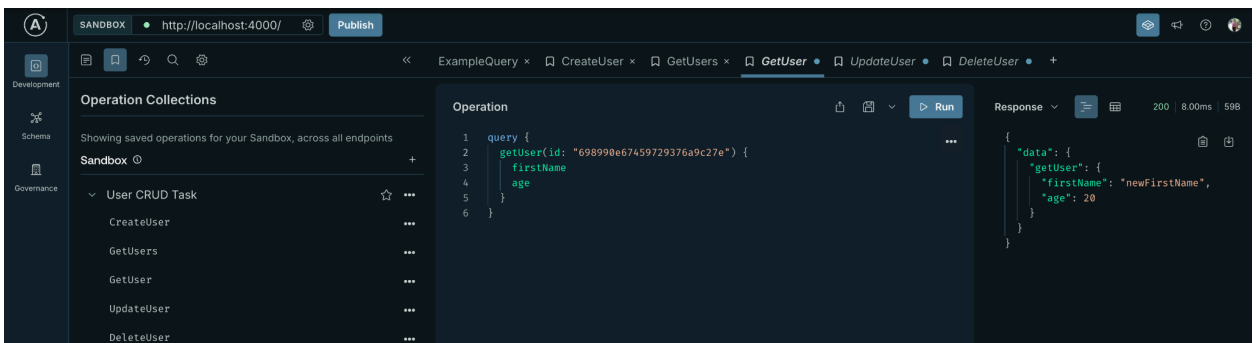 SANDBOX http://localhost:4000/ Publish
Development
Schema
Governance
Operation Collections
Showing saved operations for your Sandbox, across all endpoints
Sandbox
User CRUD Task
CreateUser
GetUsers
GetUser
UpdateUser
DeleteUser
ExampleQuery × CreateUser × GetUsers × GetUser UpdateUser DeleteUser +
Operation Run
1 query {
2 getUser(id: "698990e67459729376a9c27e") {
3 firstName
4 age
5 }
6 }
Response 200 8.00ms 59B
{
"data": {
"getUser": {
"firstName": "newFirstName",
"age": 20
}
}
}